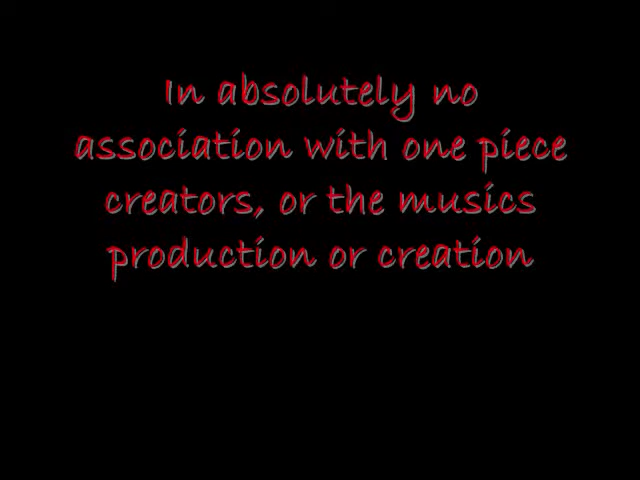 In absolutely no
association with one piece
creators, or the musics
production or creation